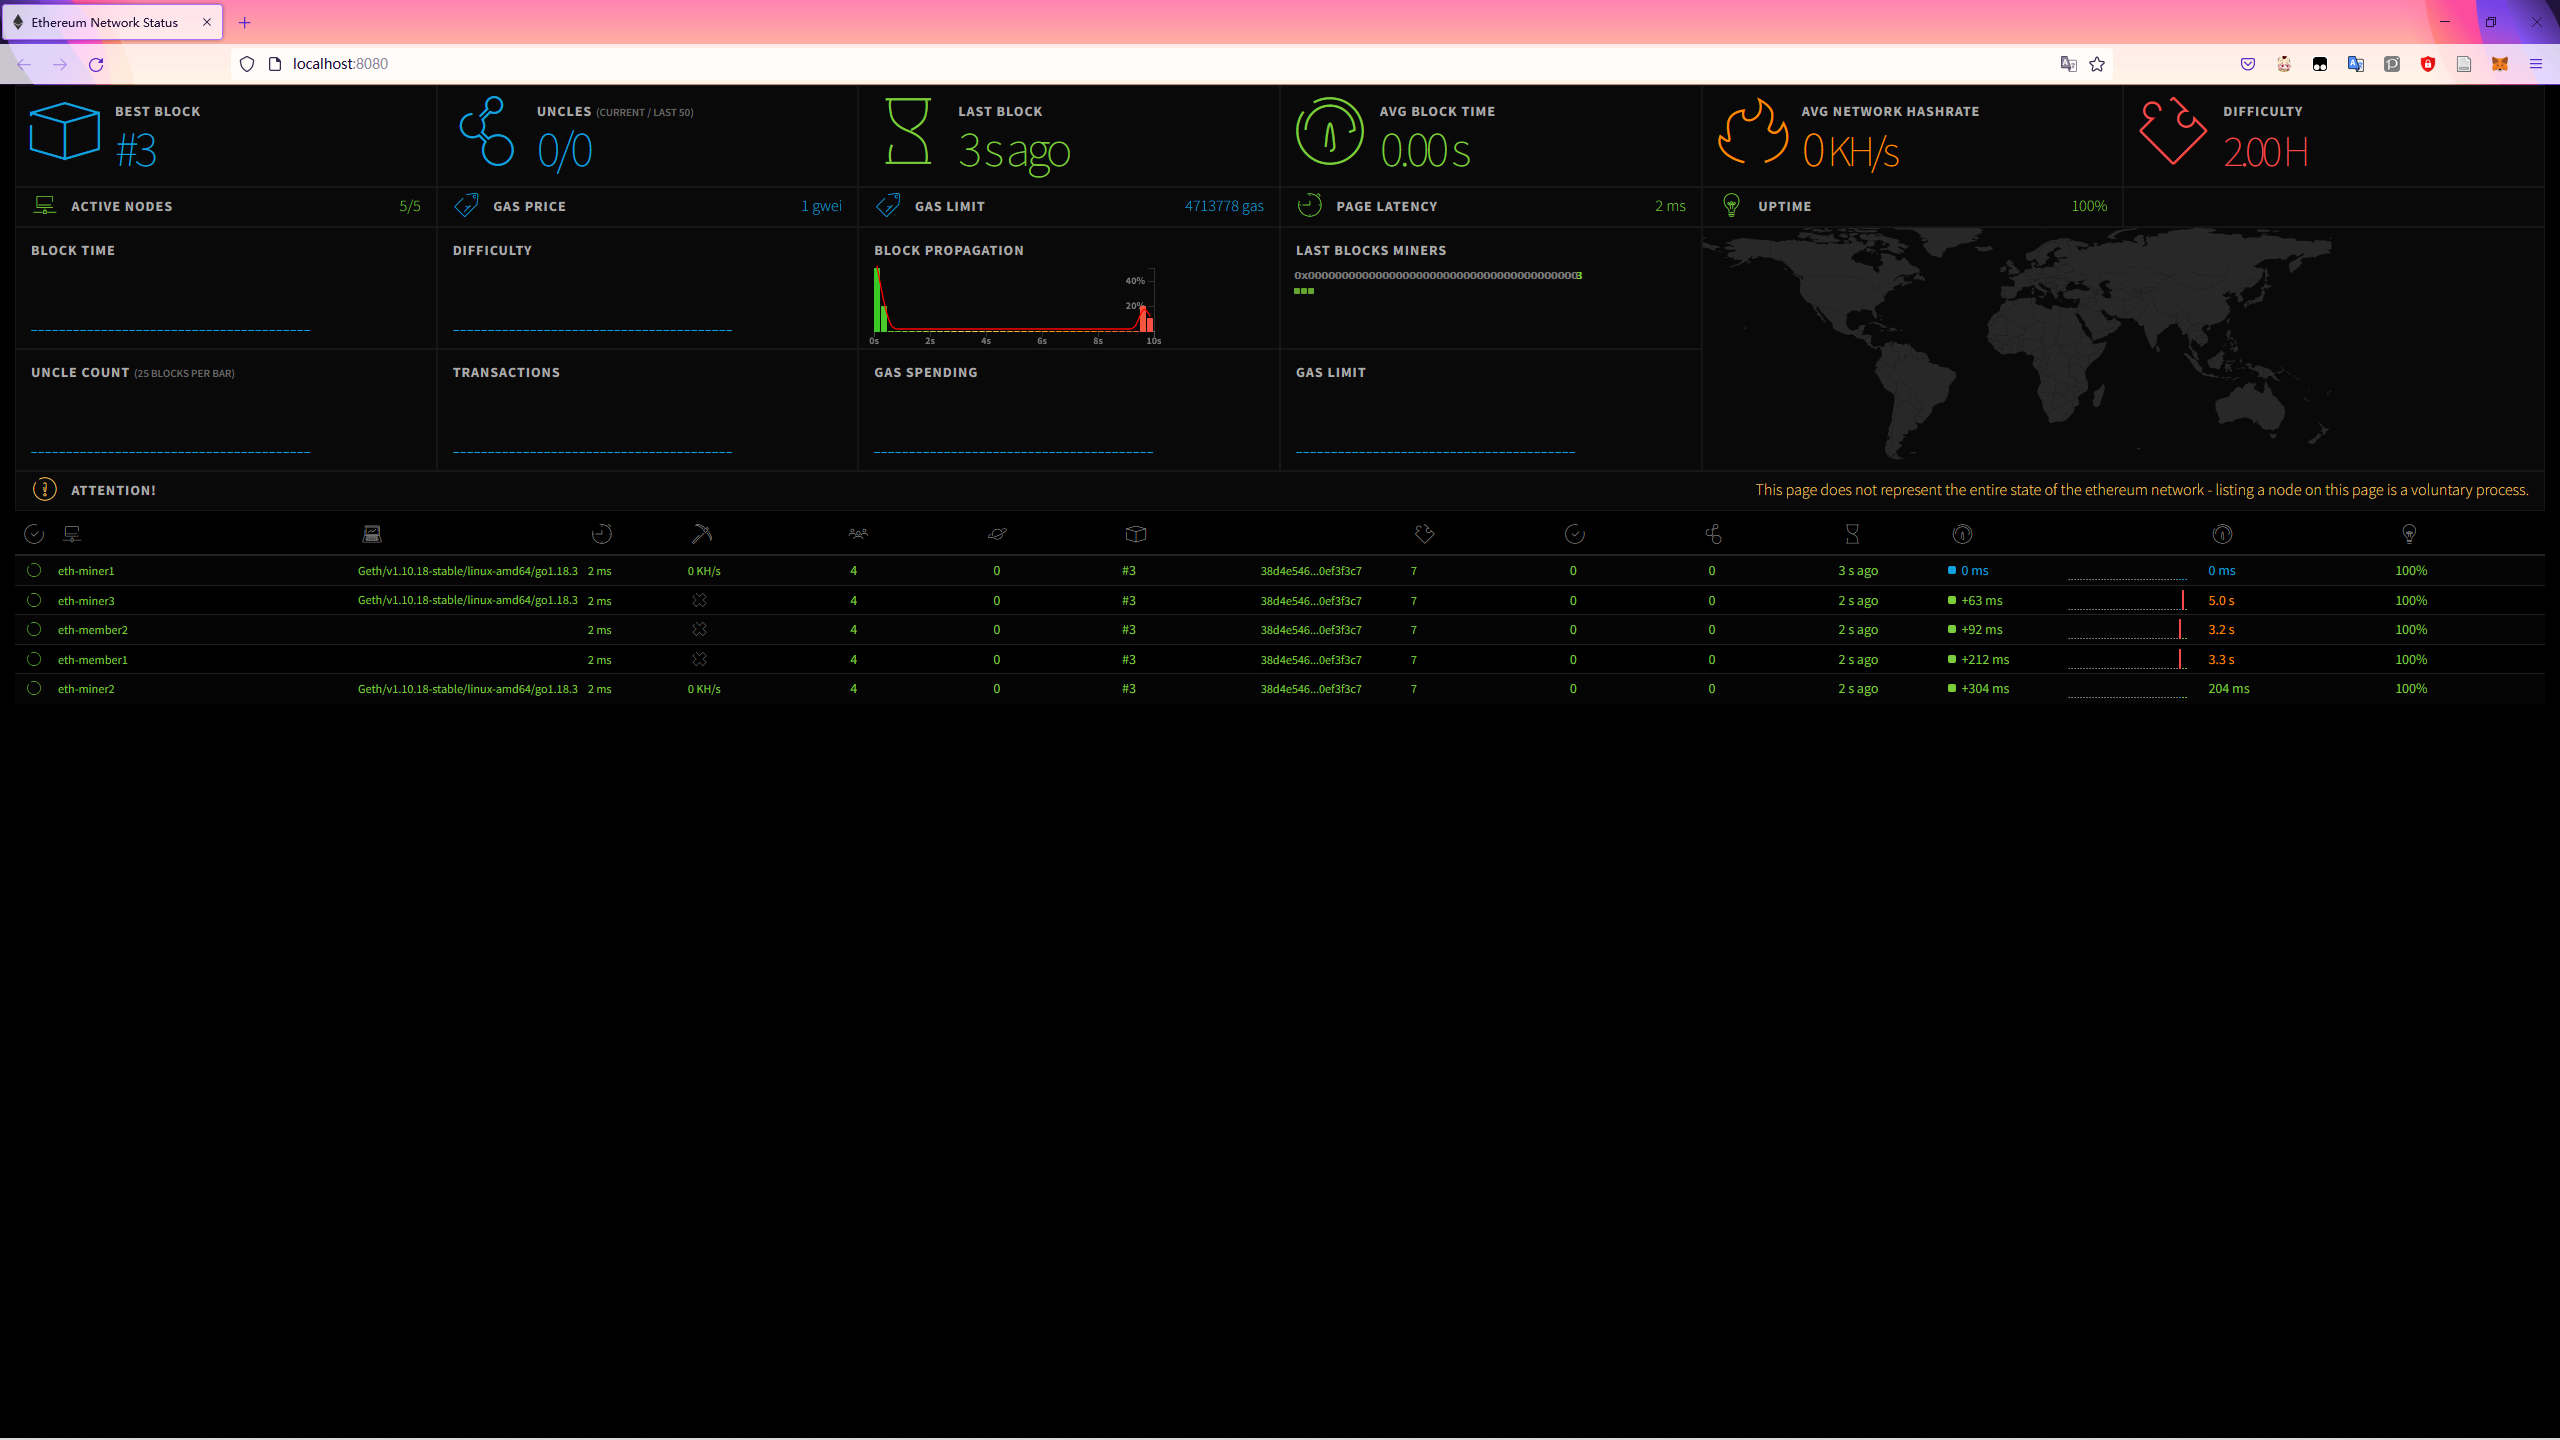 Ethereum Network Status
localhost:8080
BEST BLOCK
#3
UNCLES (CURRENT / LAST 50)
0/0
LAST BLOCK
3 s ago
AVG BLOCK TIME
0.00 s
AVG NETWORK HASHRATE
0 KH/s
DIFFICULTY
2.00 H
ACTIVE NODES 5/5
GAS PRICE 1 gwei
GAS LIMIT 4713778 gas
PAGE LATENCY 2 ms
UPTIME 100%
BLOCK TIME
DIFFICULTY
BLOCK PROPAGATION
40%
20%
0s 2s 4s 6s 8s 10s
LAST BLOCKS MINERS
UNCLE COUNT (25 BLOCKS PER BAR)
TRANSACTIONS
GAS SPENDING
GAS LIMIT
ATTENTION! This page does not represent the entire state of the ethereum network - listing a node on this page is a voluntary process.
eth-miner1 Geth/v1.10.18-stable/linux-amd64/go1.18.3 2 ms 0 KH/s 4 0 #3 38d4e546...0ef3f3c7 7 0 0 3 s ago 0 ms 0 ms 100%
eth-miner3 Geth/v1.10.18-stable/linux-amd64/go1.18.3 2 ms 4 0 #3 38d4e546...0ef3f3c7 7 0 0 2 s ago +63 ms 5.0 s 100%
eth-member2 2 ms 4 0 #3 38d4e546...0ef3f3c7 7 0 0 2 s ago +92 ms 3.2 s 100%
eth-member1 2 ms 4 0 #3 38d4e546...0ef3f3c7 7 0 0 2 s ago +212 ms 3.3 s 100%
eth-miner2 Geth/v1.10.18-stable/linux-amd64/go1.18.3 2 ms 0 KH/s 4 0 #3 38d4e546...0ef3f3c7 7 0 0 2 s ago +304 ms 204 ms 100%